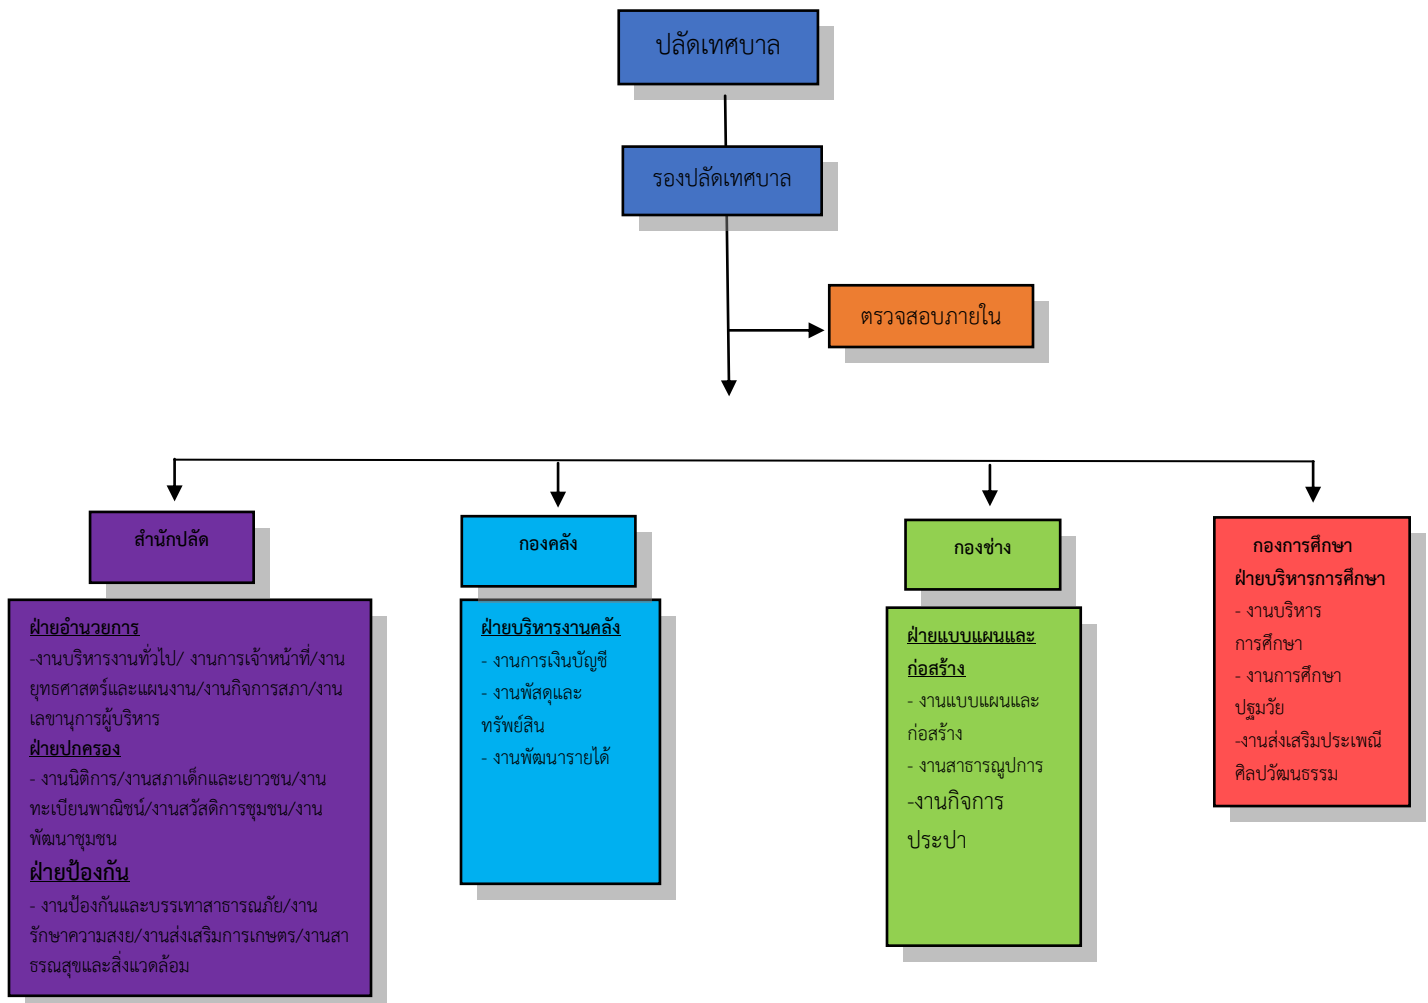 ปลัดเทศบาล
รองปลัดเทศบาล
ตรวจสอบภายใน
สำนักปลัด
ฝ่ายอำนวยการ
-งานบริหารงานทั่วไป/ งานการเจ้าหน้าที่/งาน
ยุทธศาสตร์และแผนงาน/งานกิจการสภา/งาน
เลขานุการผู้บริหาร
ฝ่ายปกครอง
- งานนิติการ/งานสภาเด็กและเยาวชน/งาน
ทะเบียนพาณิชน์/งานสวัสดิการชุมชน/งาน
พัฒนาชุมชน
ฝ่ายป้องกัน
- งานป้องกันและบรรเทาสาธารณภัย/งาน
รักษาความสงย/งานส่งเสริมการเกษตร/งานสา
ธรณสุขและสิ่งแวดล้อม
กองคลัง
ฝ่ายบริหารงานคลัง
- งานการเงินบัญชี
- งานพัสดุและ
ทรัพย์สิน
- งานพัฒนารายได้
กองช่าง
ฝ่ายแบบแผนและ
ก่อสร้าง
- งานแบบแผนและ
ก่อสร้าง
- งานสาธารณูปการ
-งานกิจการ
ประปา
กองการศึกษา
ฝ่ายบริหารการศึกษา
- งานบริหาร
การศึกษา
- งานการศึกษา
ปฐมวัย
-งานส่งเสริมประเพณี
ศิลปวัฒนธรรม